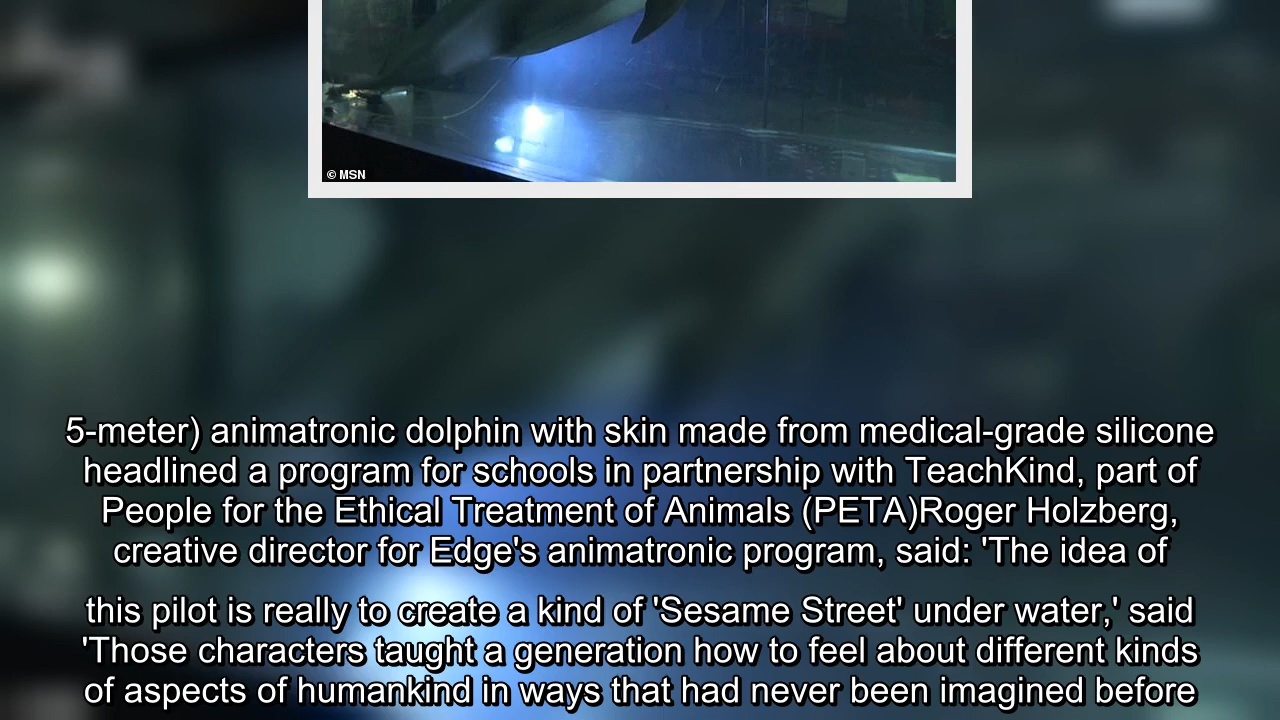 © MSN
5-meter) animatronic dolphin with skin made from medical-grade silicone
headlined a program for schools in partnership with TeachKind, part of
People for the Ethical Treatment of Animals (PETA)Roger Holzberg,
creative director for Edge's animatronic program, said: 'The idea of
this pilot is really to create a kind of 'Sesame Street' under water,' said
'Those characters taught a generation how to feel about different kinds
of aspects of humankind in ways that had never been imagined before